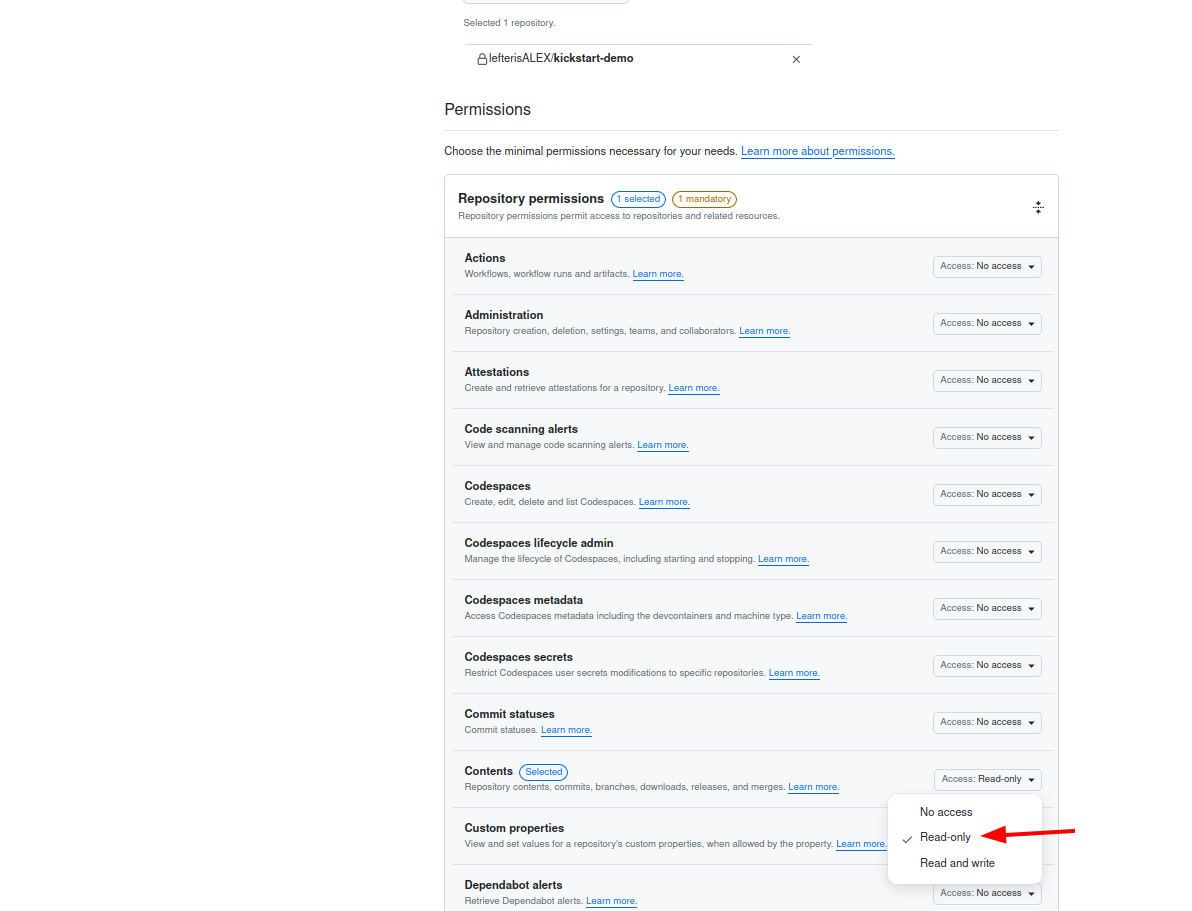 Selected 1 repository.
lefterisALEX/kickstart-demo
Permissions
Choose the minimal permissions necessary for your needs. Learn more about permissions.
Repository permissions 1 selected 1 mandatory
Repository permissions permit access to repositories and related resources.
Actions
Workflows, workflow runs and artifacts. Learn more.
Access: No access
Administration
Repository creation, deletion, settings, teams, and collaborators. Learn more.
Access: No access
Attestations
Create and retrieve attestations for a repository. Learn more.
Access: No access
Code scanning alerts
View and manage code scanning alerts. Learn more.
Access: No access
Codespaces
Create, edit, delete and list Codespaces. Learn more.
Access: No access
Codespaces lifecycle admin
Manage the lifecycle of Codespaces, including starting and stopping. Learn more.
Access: No access
Codespaces metadata
Access Codespaces metadata including the devcontainers and machine type. Learn more.
Access: No access
Codespaces secrets
Restrict Codespaces user secrets modifications to specific repositories. Learn more.
Access: No access
Commit statuses
Commit statuses. Learn more.
Access: No access
Contents Selected
Repository contents, commits, branches, downloads, releases, and merges. Learn more.
Access: Read-only
No access
Read-only
Read and write
Custom properties
View and set values for a repository's custom properties, when allowed by the property. Learn more.
Dependabot alerts
Retrieve Dependabot alerts. Learn more.
Access: No access